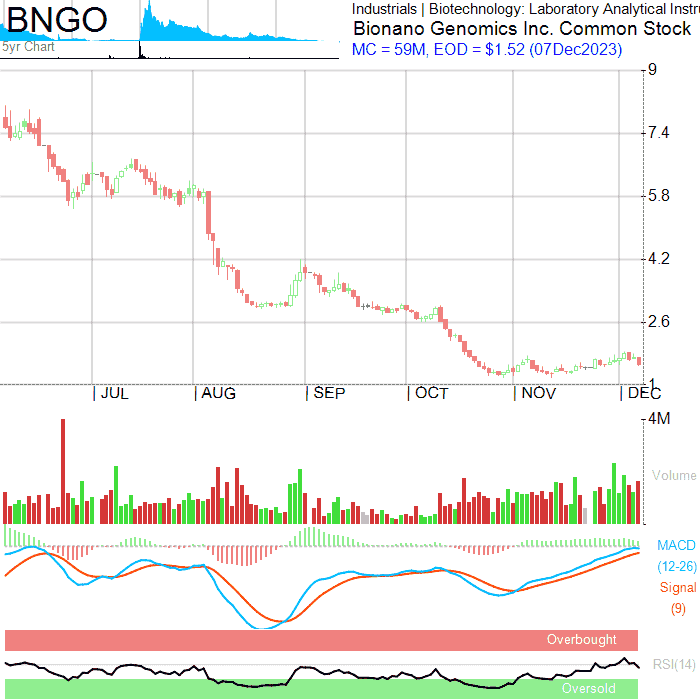 BNGO
5yr Chart
Industrials | Biotechnology: Laboratory Analytical Instru
Bionano Genomics Inc. Common Stock
MC = 59M, EOD = $1.52 (07Dec2023)
9
7.4
5.8
4.2
2.6
1
JUL AUG SEP OCT NOV DEC
4M
Volume
MACD
(12-26)
Signal
(9)
Overbought
RSI(14)
Oversold